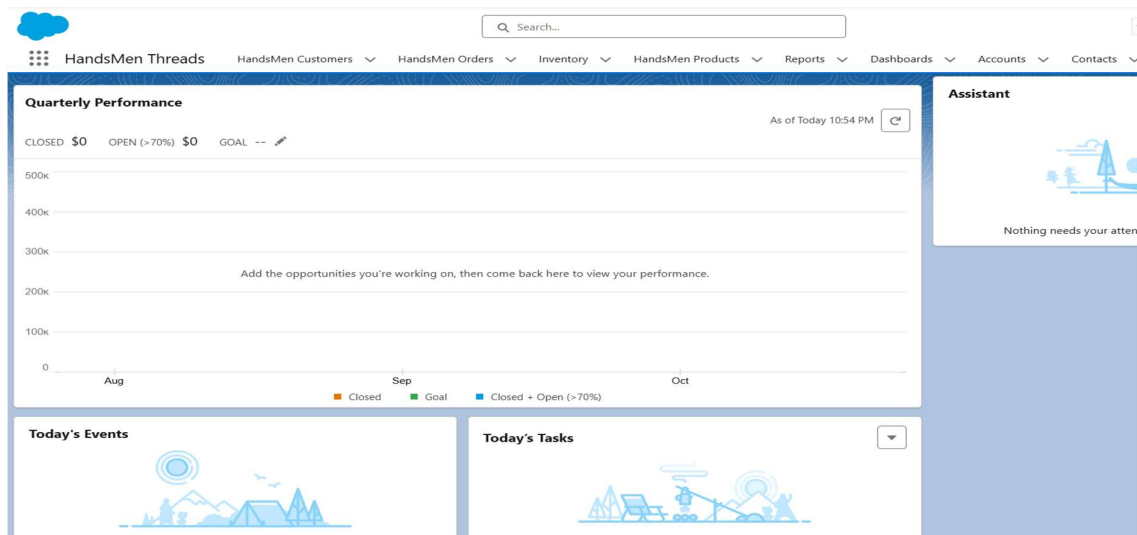 Search...
HandsMen Threads HandsMen Customers HandsMen Orders Inventory HandsMen Products Reports Dashboards Accounts Contacts
Quarterly Performance
As of Today 10:54 PM
CLOSED $0 OPEN (>70%) $0 GOAL --
500K
400K
300K
Add the opportunities you're working on, then come back here to view your performance.
200K
100K
0
Aug Sep Oct
Closed Goal Closed + Open (>70%)
Assistant
Nothing needs your atten
Today's Events
Today's Tasks